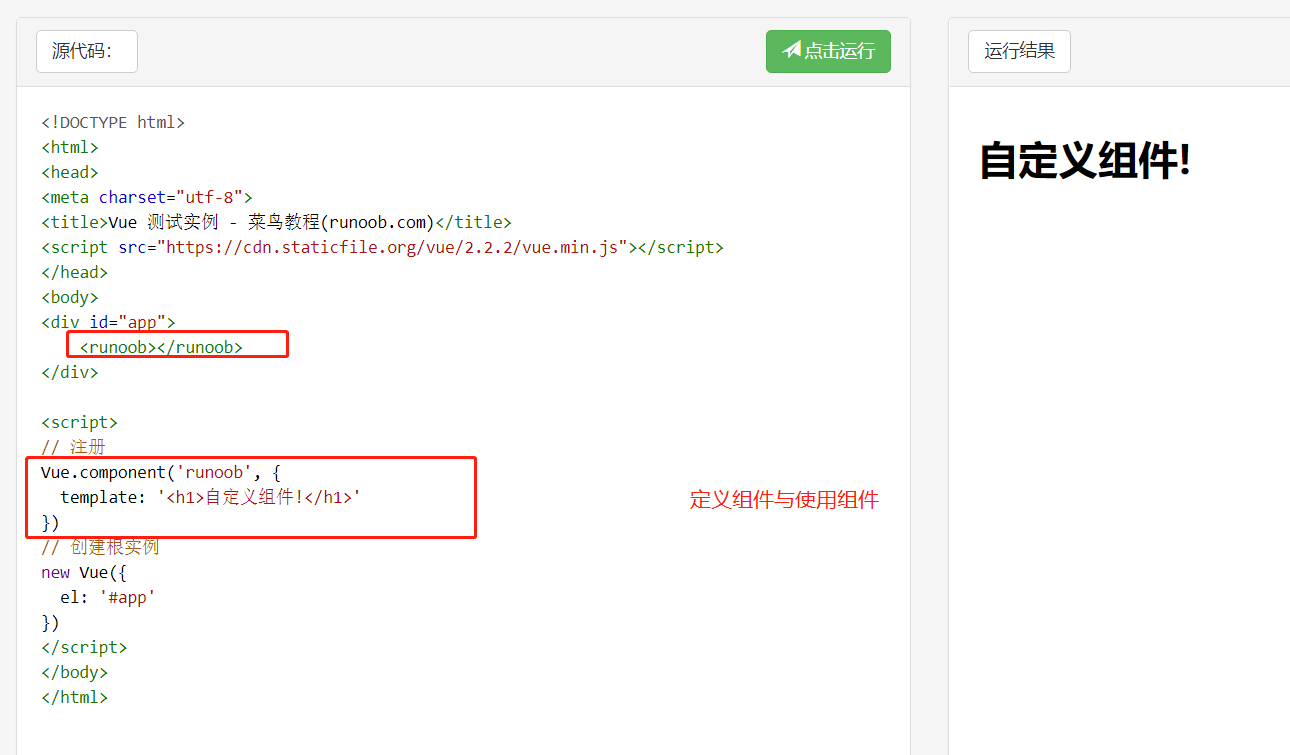 源代码：
点击运行
运行结果
<!DOCTYPE html>
<html>
<head>
<meta charset="utf-8">
<title>Vue 测试实例 - 菜鸟教程(runoob.com)</title>
<script src="https://cdn.staticfile.org/vue/2.2.2/vue.min.js"></script>
</head>
<body>
<div id="app">
    <runoob></runoob>
</div>
<script>
// 注册
Vue.component('runoob', {
  template: '<h1>自定义组件!</h1>'
})
// 创建根实例
new Vue({
  el: '#app'
})
</script>
</body>
</html>
定义组件与使用组件
自定义组件!